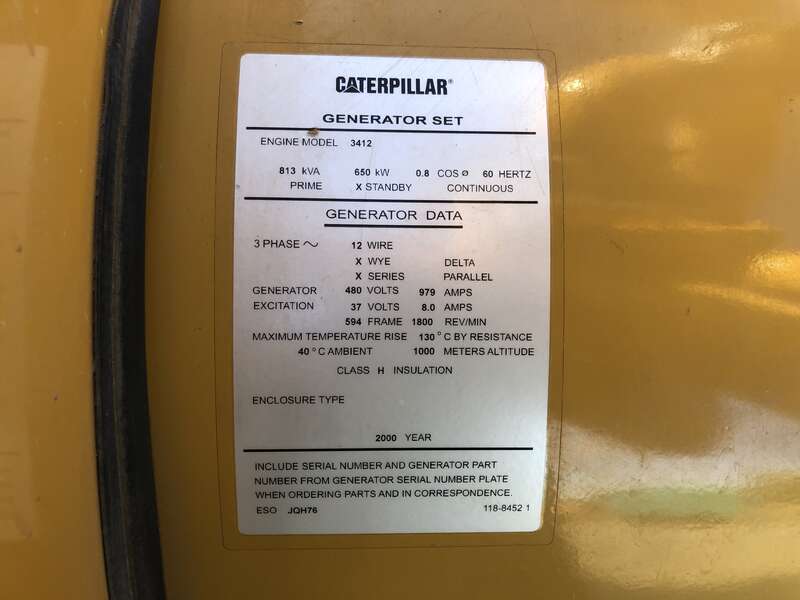 CATERPILLAR®
GENERATOR SET
ENGINE MODEL 3412
813 kVA 650 kW 0.8 COS ø 60 HERTZ
PRIME X STANDBY CONTINUOUS
GENERATOR DATA
3 PHASE ~ 12 WIRE
X WYE DELTA
X SERIES PARALLEL
GENERATOR 480 VOLTS 979 AMPS
EXCITATION 37 VOLTS 8.0 AMPS
594 FRAME 1800 REV/MIN
MAXIMUM TEMPERATURE RISE 130 °C BY RESISTANCE
40 °C AMBIENT 1000 METERS ALTITUDE
CLASS H INSULATION
ENCLOSURE TYPE
2000 YEAR
INCLUDE SERIAL NUMBER AND GENERATOR PART
NUMBER FROM GENERATOR SERIAL NUMBER PLATE
WHEN ORDERING PARTS AND IN CORRESPONDENCE.
ESO JQH76 118-8452 1